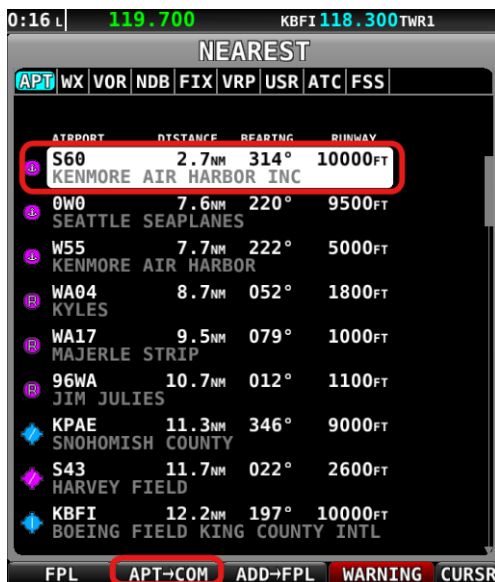 0:16 L 119.700 KBFI 118.300 TWR1
NEAREST
APT WX VOR NDB FIX VRP USR ATC FSS
AIRPORT DISTANCE BEARING RUNWAY
S60 2.7NM 314° 10000FT
KENMORE AIR HARBOR INC
0W0 7.6NM 220° 9500FT
SEATTLE SEAPLANES
W55 7.7NM 222° 5000FT
KENMORE AIR HARBOR
R WA04 8.7NM 052° 1800FT
KYLES
R WA17 9.5NM 079° 1000FT
MAJERLE STRIP
R 96WA 10.7NM 012° 1100FT
JIM JULIES
KPAE 11.3NM 346° 9000FT
SNOHOMISH COUNTY
S43 11.7NM 022° 2600FT
HARVEY FIELD
KBFI 12.2NM 197° 10000FT
BOEING FIELD KING COUNTY INTL
FPL APT→COM ADD→FPL WARNING CURSR